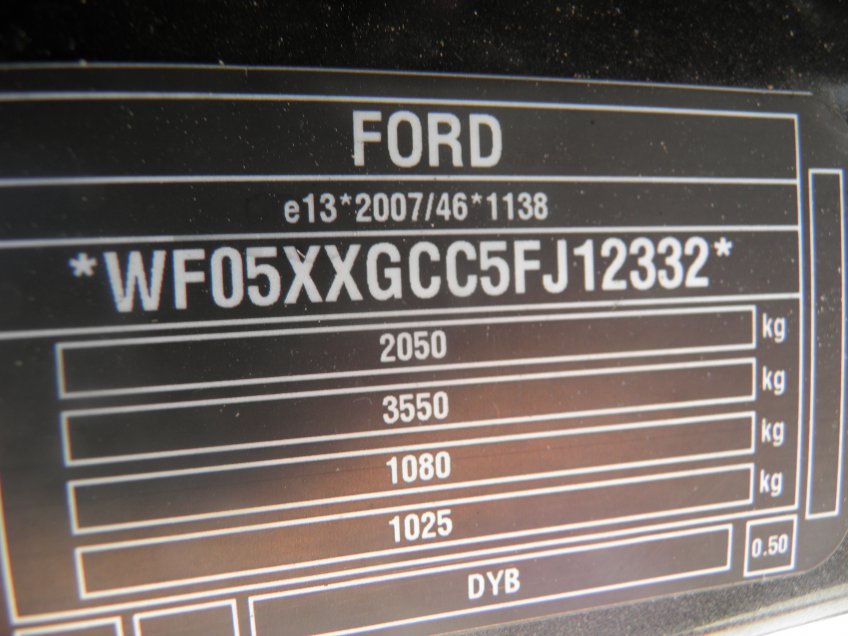 FORD
e13*2007/46*1138
*WF05XXGCC5FJ12332*
2050 kg
3550 kg
1080 kg
1025 kg
0.50
DYB